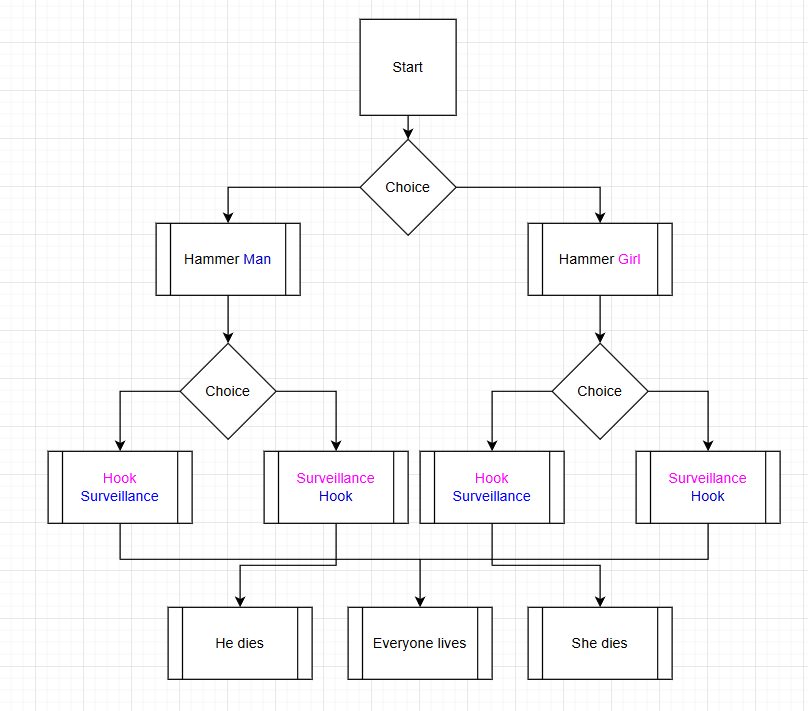 Start
Choice
Hammer Man
Hammer Girl
Choice
Choice
Hook
Surveillance
Surveillance
Hook
Hook
Surveillance
Surveillance
Hook
He dies
Everyone lives
She dies